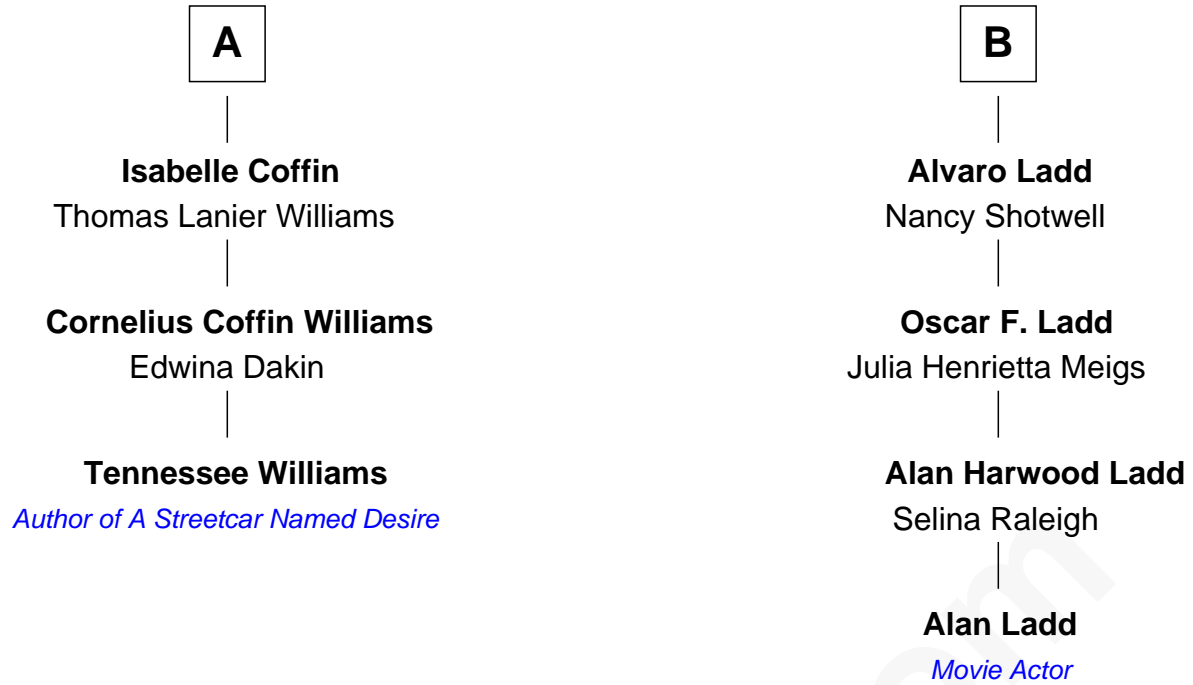 A
Isabelle Coffin
Thomas Lanier Williams
Cornelius Coffin Williams
Edwina Dakin
Tennessee Williams
Author of A Streetcar Named Desire
B
Alvaro Ladd
Nancy Shotwell
Oscar F. Ladd
Julia Henrietta Meigs
Alan Harwood Ladd
Selina Raleigh
Alan Ladd
Movie Actor
om